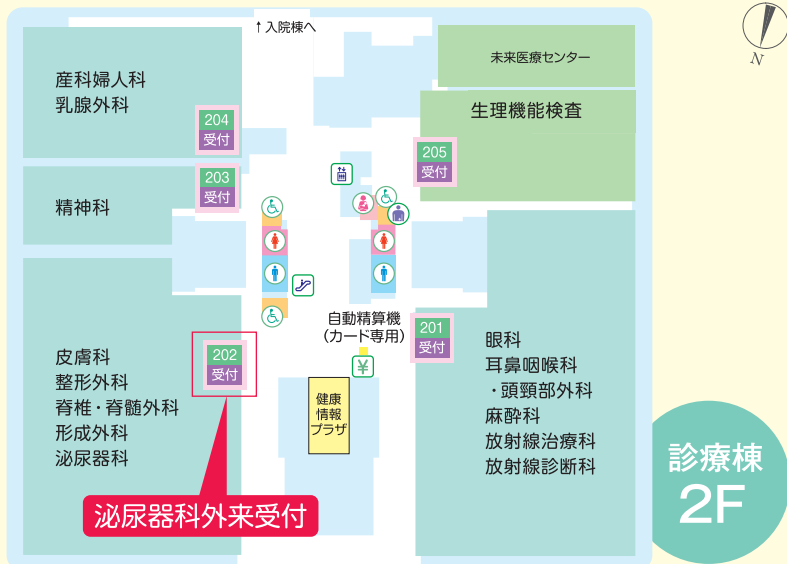 ↑入院棟へ
N
産科婦人科
乳腺外科
204
受付
203
受付
精神科
未来医療センター
生理機能検査
205
受付
皮膚科
整形外科
脊椎・脊髄外科
形成外科
泌尿器科
202
受付
泌尿器科外来受付
自動精算機
（カード専用）
¥
健康
情報
プラザ
201
受付
眼科
耳鼻咽喉科
・頭頸部外科
麻酔科
放射線治療科
放射線診断科
診療棟
2F